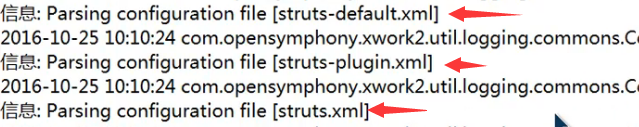 信息: Parsing configuration file [struts-default.xml]
2016-10-25 10:10:24 com.opensymphony.xwork2.util.logging.commons.Co
信息: Parsing configuration file [struts-plugin.xml]
2016-10-25 10:10:24 com.opensymphony.xwork2.util.logging.commons.Co
信息: Parsing configuration file [struts.xml]